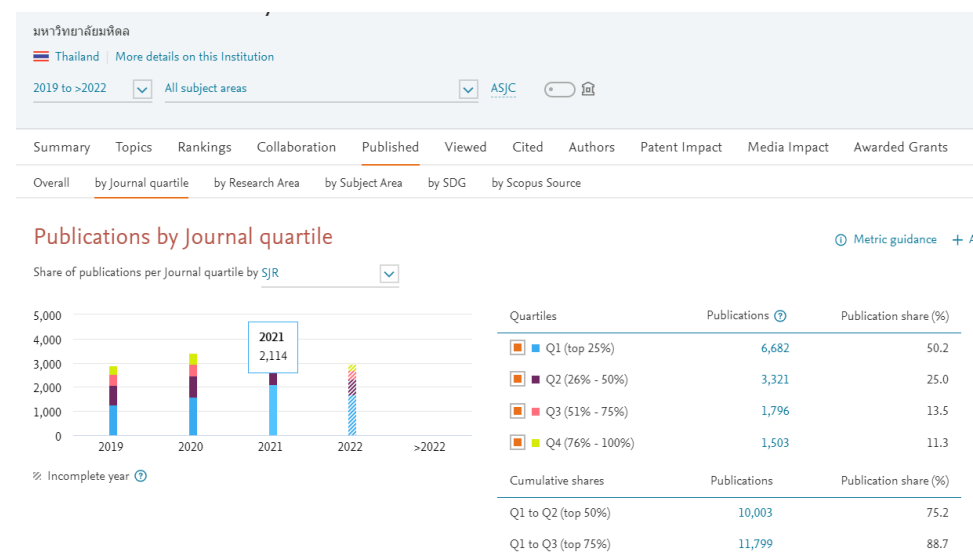 มหาวิทยาลัยมหิดล
Thailand | More details on this Institution
2019 to >2022 All subject areas ASJC
Summary Topics Rankings Collaboration Published Viewed Cited Authors Patent Impact Media Impact Awarded Grants
Overall by Journal quartile by Research Area by Subject Area by SDG by Scopus Source
Publications by Journal quartile
Metric guidance + A
Share of publications per Journal quartile by SJR
5,000
4,000
3,000
2,000
1,000
0
2021
2,114
2019 2020 2021 2022 >2022
Incomplete year ?
Quartiles Publications ? Publication share (%)
Q1 (top 25%) 6,682 50.2
Q2 (26% - 50%) 3,321 25.0
Q3 (51% - 75%) 1,796 13.5
Q4 (76% - 100%) 1,503 11.3
Cumulative shares Publications Publication share (%)
Q1 to Q2 (top 50%) 10,003 75.2
Q1 to Q3 (top 75%) 11,799 88.7